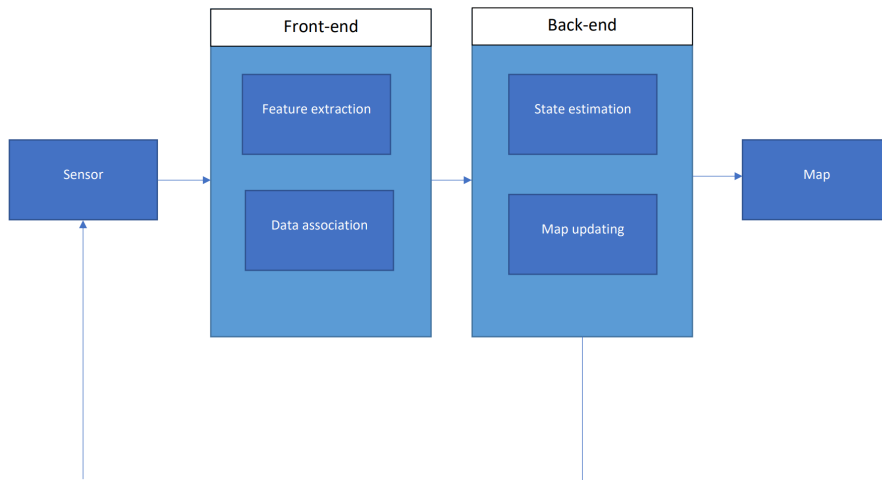 Front-end
Back-end
Feature extraction
State estimation
Sensor
Map
Data association
Map updating